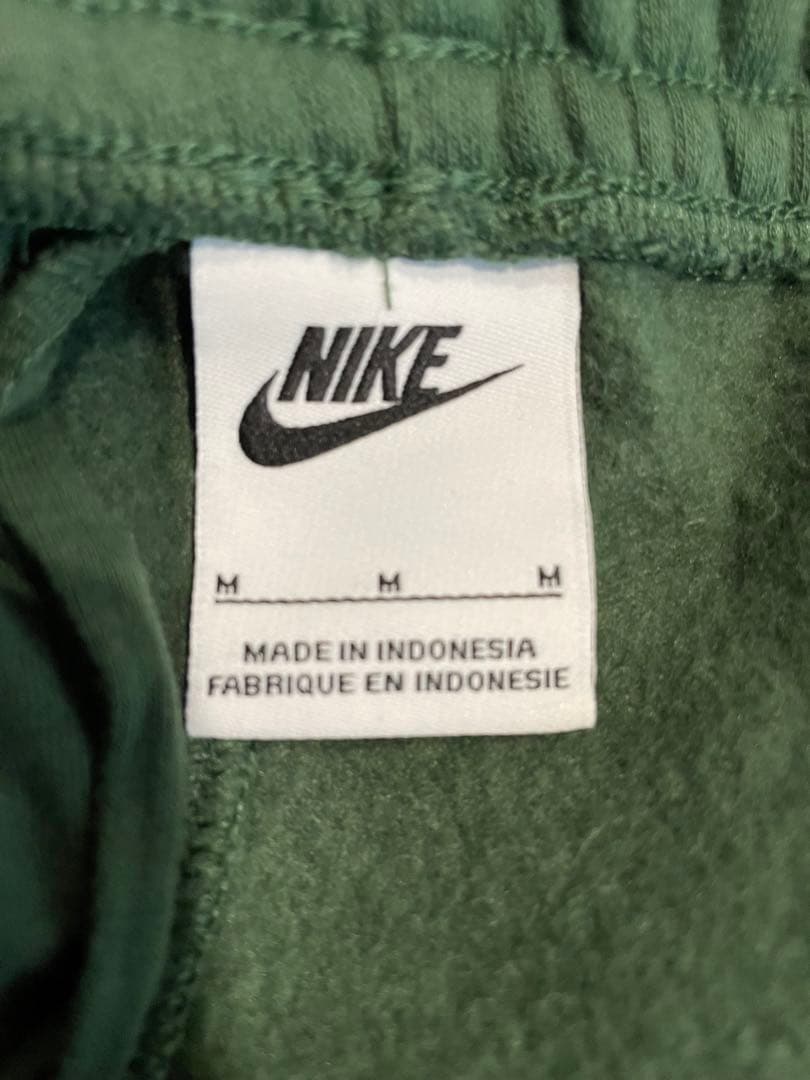 NIKE
M M M
MADE IN INDONESIA
FABRIQUE EN INDONESIE